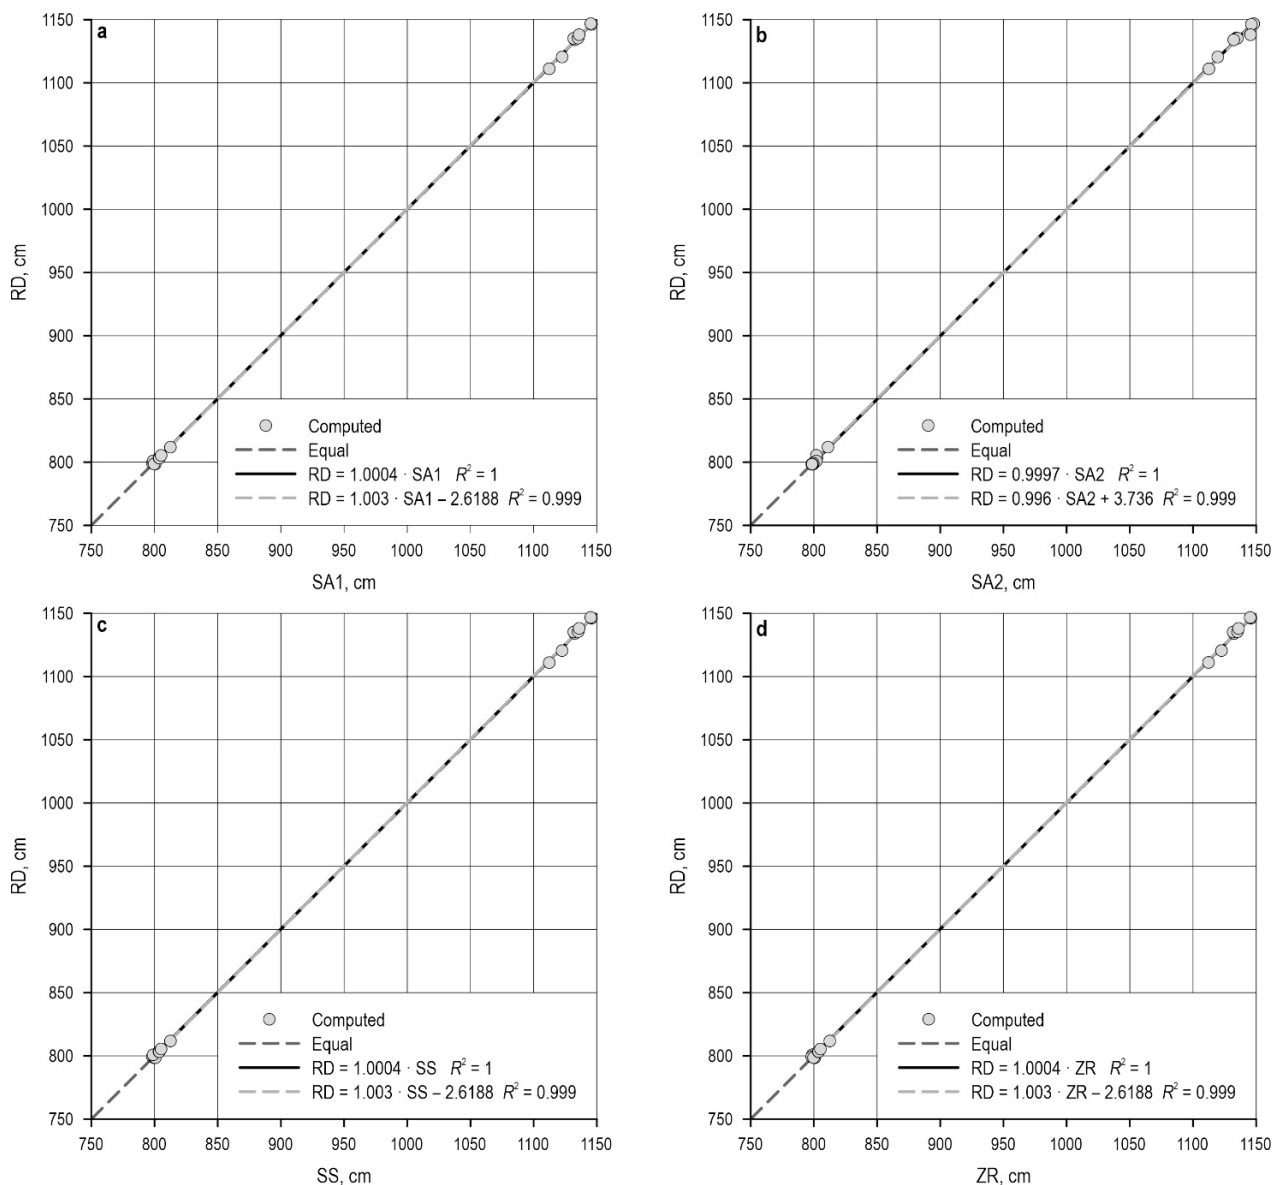 a
1150
1100
1050
1000
950
900
850
800
750
RD, cm
Computed
Equal
RD = 1.0004 · SA1 R² = 1
RD = 1.003 · SA1 – 2.6188 R² = 0.999
750 800 850 900 950 1000 1050 1100 1150
SA1, cm
b
1150
1100
1050
1000
950
900
850
800
750
RD, cm
Computed
Equal
RD = 0.9997 · SA2 R² = 1
RD = 0.996 · SA2 + 3.736 R² = 0.999
750 800 850 900 950 1000 1050 1100 1150
SA2, cm
c
1150
1100
1050
1000
950
900
850
800
750
RD, cm
Computed
Equal
RD = 1.0004 · SS R² = 1
RD = 1.003 · SS – 2.6188 R² = 0.999
750 800 850 900 950 1000 1050 1100 1150
SS, cm
d
1150
1100
1050
1000
950
900
850
800
750
RD, cm
Computed
Equal
RD = 1.0004 · ZR R² = 1
RD = 1.003 · ZR – 2.6188 R² = 0.999
750 800 850 900 950 1000 1050 1100 1150
ZR, cm